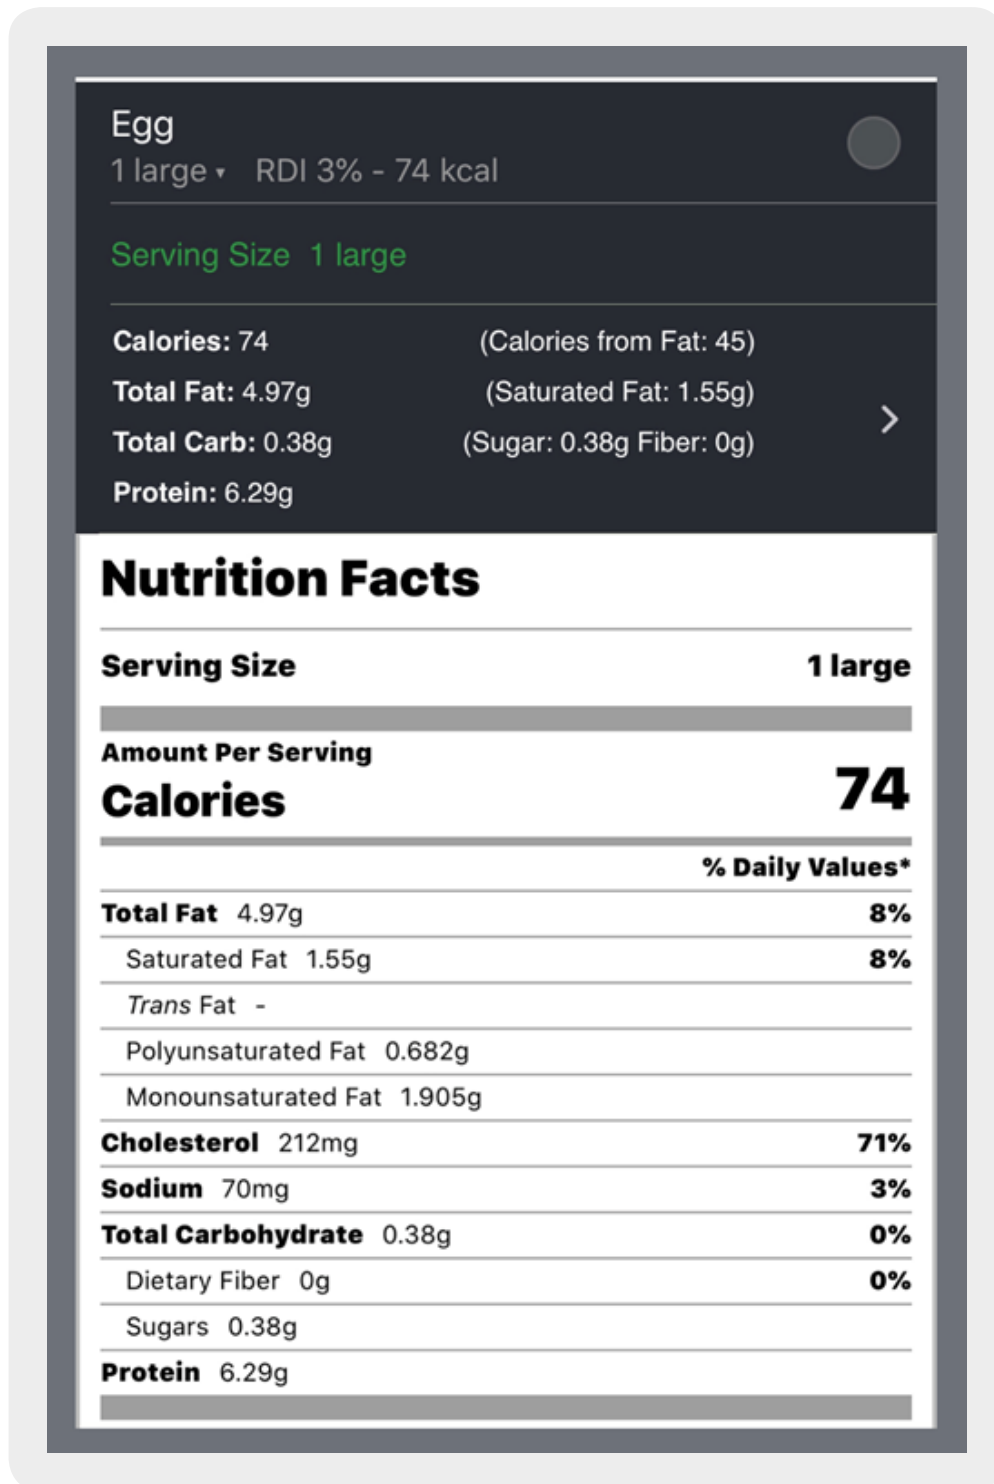 Egg
1 large ▾ RDI 3% - 74 kcal
Serving Size 1 large
Calories: 74 (Calories from Fat: 45)
Total Fat: 4.97g (Saturated Fat: 1.55g)
Total Carb: 0.38g (Sugar: 0.38g Fiber: 0g)
Protein: 6.29g
Nutrition Facts
Serving Size 1 large
Amount Per Serving
Calories 74
% Daily Values*
Total Fat 4.97g 8%
Saturated Fat 1.55g 8%
Trans Fat -
Polyunsaturated Fat 0.682g
Monounsaturated Fat 1.905g
Cholesterol 212mg 71%
Sodium 70mg 3%
Total Carbohydrate 0.38g 0%
Dietary Fiber 0g 0%
Sugars 0.38g
Protein 6.29g